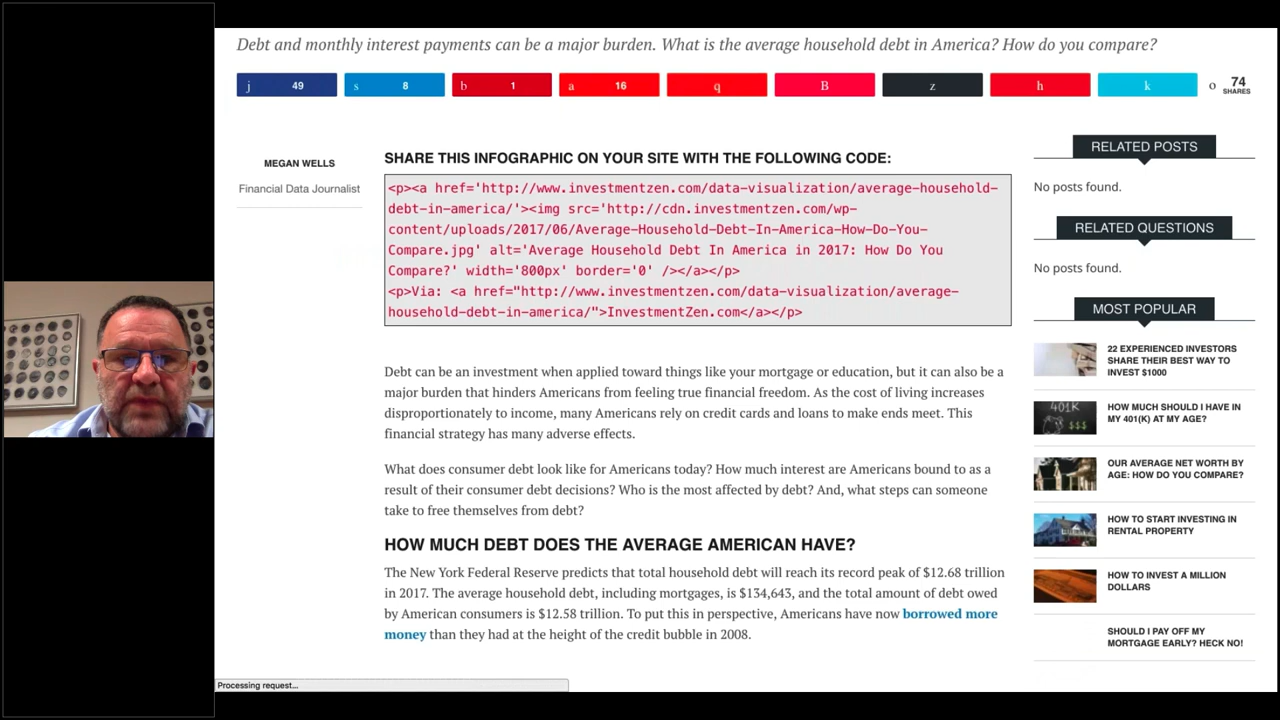 Debt and monthly interest payments can be a major burden. What is the average household debt in America? How do you compare?
j 49
s 8
b 1
a 16
q
B
z
h
k
o 74
SHARES
MEGAN WELLS
Financial Data Journalist
SHARE THIS INFOGRAPHIC ON YOUR SITE WITH THE FOLLOWING CODE:
<p><a href='http://www.investmentzen.com/data-visualization/average-household-
debt-in-america/'><img src='http://cdn.investmentzen.com/wp-
content/uploads/2017/06/Average-Household-Debt-In-America-How-Do-You-
Compare.jpg' alt='Average Household Debt In America in 2017: How Do You
Compare?' width='800px' border='0' /></a></p>
<p>Via: <a href="http://www.investmentzen.com/data-visualization/average-
household-debt-in-america/">InvestmentZen.com</a></p>
Debt can be an investment when applied toward things like your mortgage or education, but it can also be a
major burden that hinders Americans from feeling true financial freedom. As the cost of living increases
disproportionately to income, many Americans rely on credit cards and loans to make ends meet. This
financial strategy has many adverse effects.
What does consumer debt look like for Americans today? How much interest are Americans bound to as a
result of their consumer debt decisions? Who is the most affected by debt? And, what steps can someone
take to free themselves from debt?
HOW MUCH DEBT DOES THE AVERAGE AMERICAN HAVE?
The New York Federal Reserve predicts that total household debt will reach its record peak of $12.68 trillion
in 2017. The average household debt, including mortgages, is $134,643, and the total amount of debt owed
by American consumers is $12.58 trillion. To put this in perspective, Americans have now borrowed more
money than they had at the height of the credit bubble in 2008.
RELATED POSTS
No posts found.
RELATED QUESTIONS
No posts found.
MOST POPULAR
22 EXPERIENCED INVESTORS
SHARE THEIR BEST WAY TO
INVEST $1000
401K
$$$
HOW MUCH SHOULD I HAVE IN
MY 401(K) AT MY AGE?
OUR AVERAGE NET WORTH BY
AGE: HOW DO YOU COMPARE?
HOW TO START INVESTING IN
RENTAL PROPERTY
HOW TO INVEST A MILLION
DOLLARS
SHOULD I PAY OFF MY
MORTGAGE EARLY? HECK NO!
Processing request...